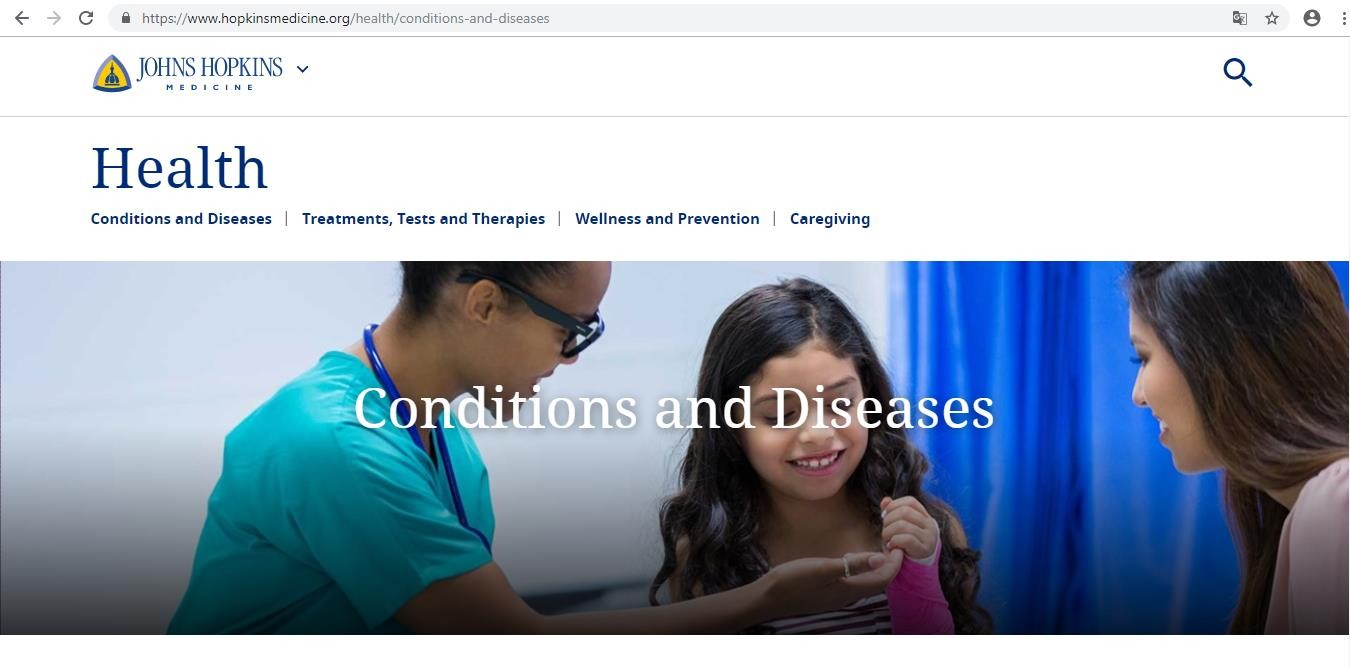 https://www.hopkinsmedicine.org/health/conditions-and-diseases
JOHNS HOPKINS
MEDICINE
Health
Conditions and Diseases | Treatments, Tests and Therapies | Wellness and Prevention | Caregiving
Conditions and Diseases